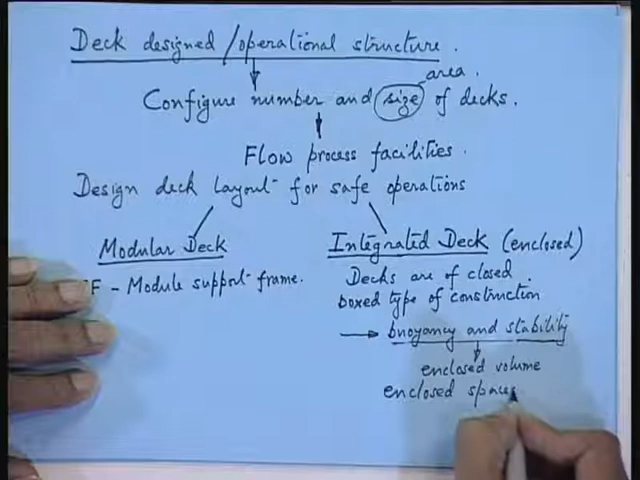 Deck designed / operational structure.
area.
Configure number and size of decks.
Flow process facilities.
Design deck layout for safe operations
Modular Deck
Integrated Deck (enclosed)
F - Module support frame.
Decks are of closed
boxed type of construction
buoyancy and stability
enclosed volume
enclosed spaces